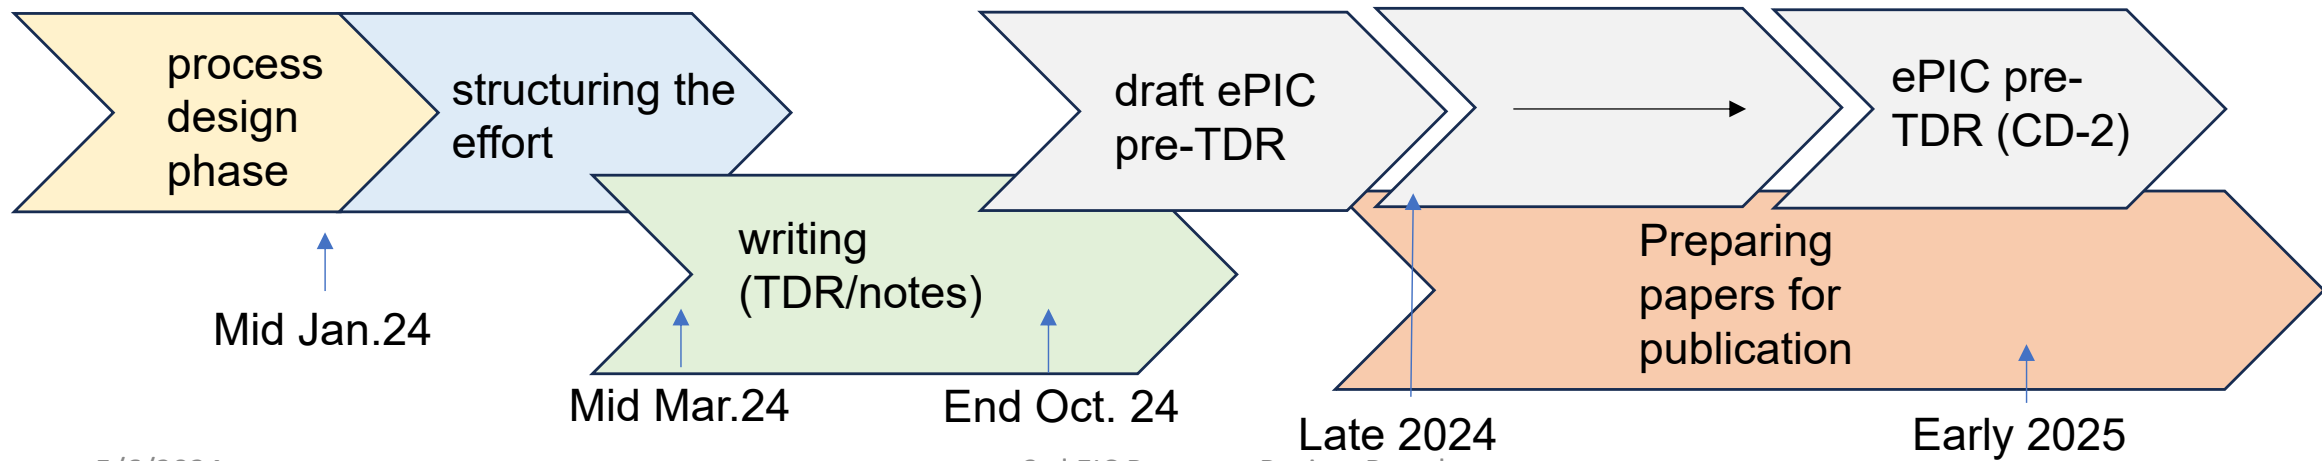 process
design
phase
structuring the
effort
draft ePIC
pre-TDR
ePIC pre-
TDR (CD-2)
writing
(TDR/notes)
Preparing
papers for
publication
Mid Jan.24
Mid Mar.24
End Oct. 24
Late 2024
Early 2025